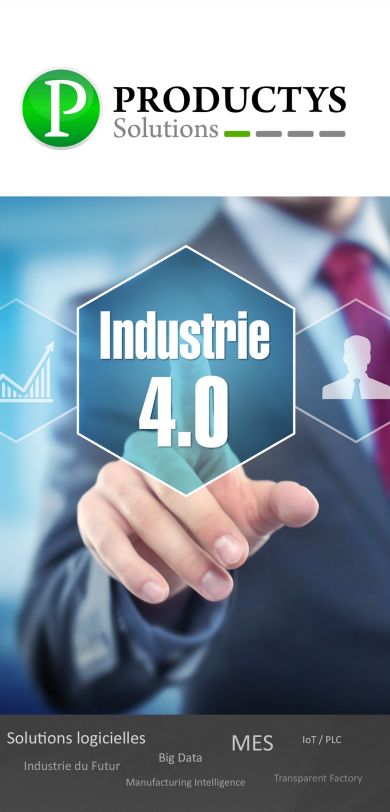 P
PRODUCTYS
Solutions
Industrie
4.0
Solutions logicielles
MES
IoT / PLC
Industrie du Futur
Big Data
Manufacturing Intelligence
Transparent Factory